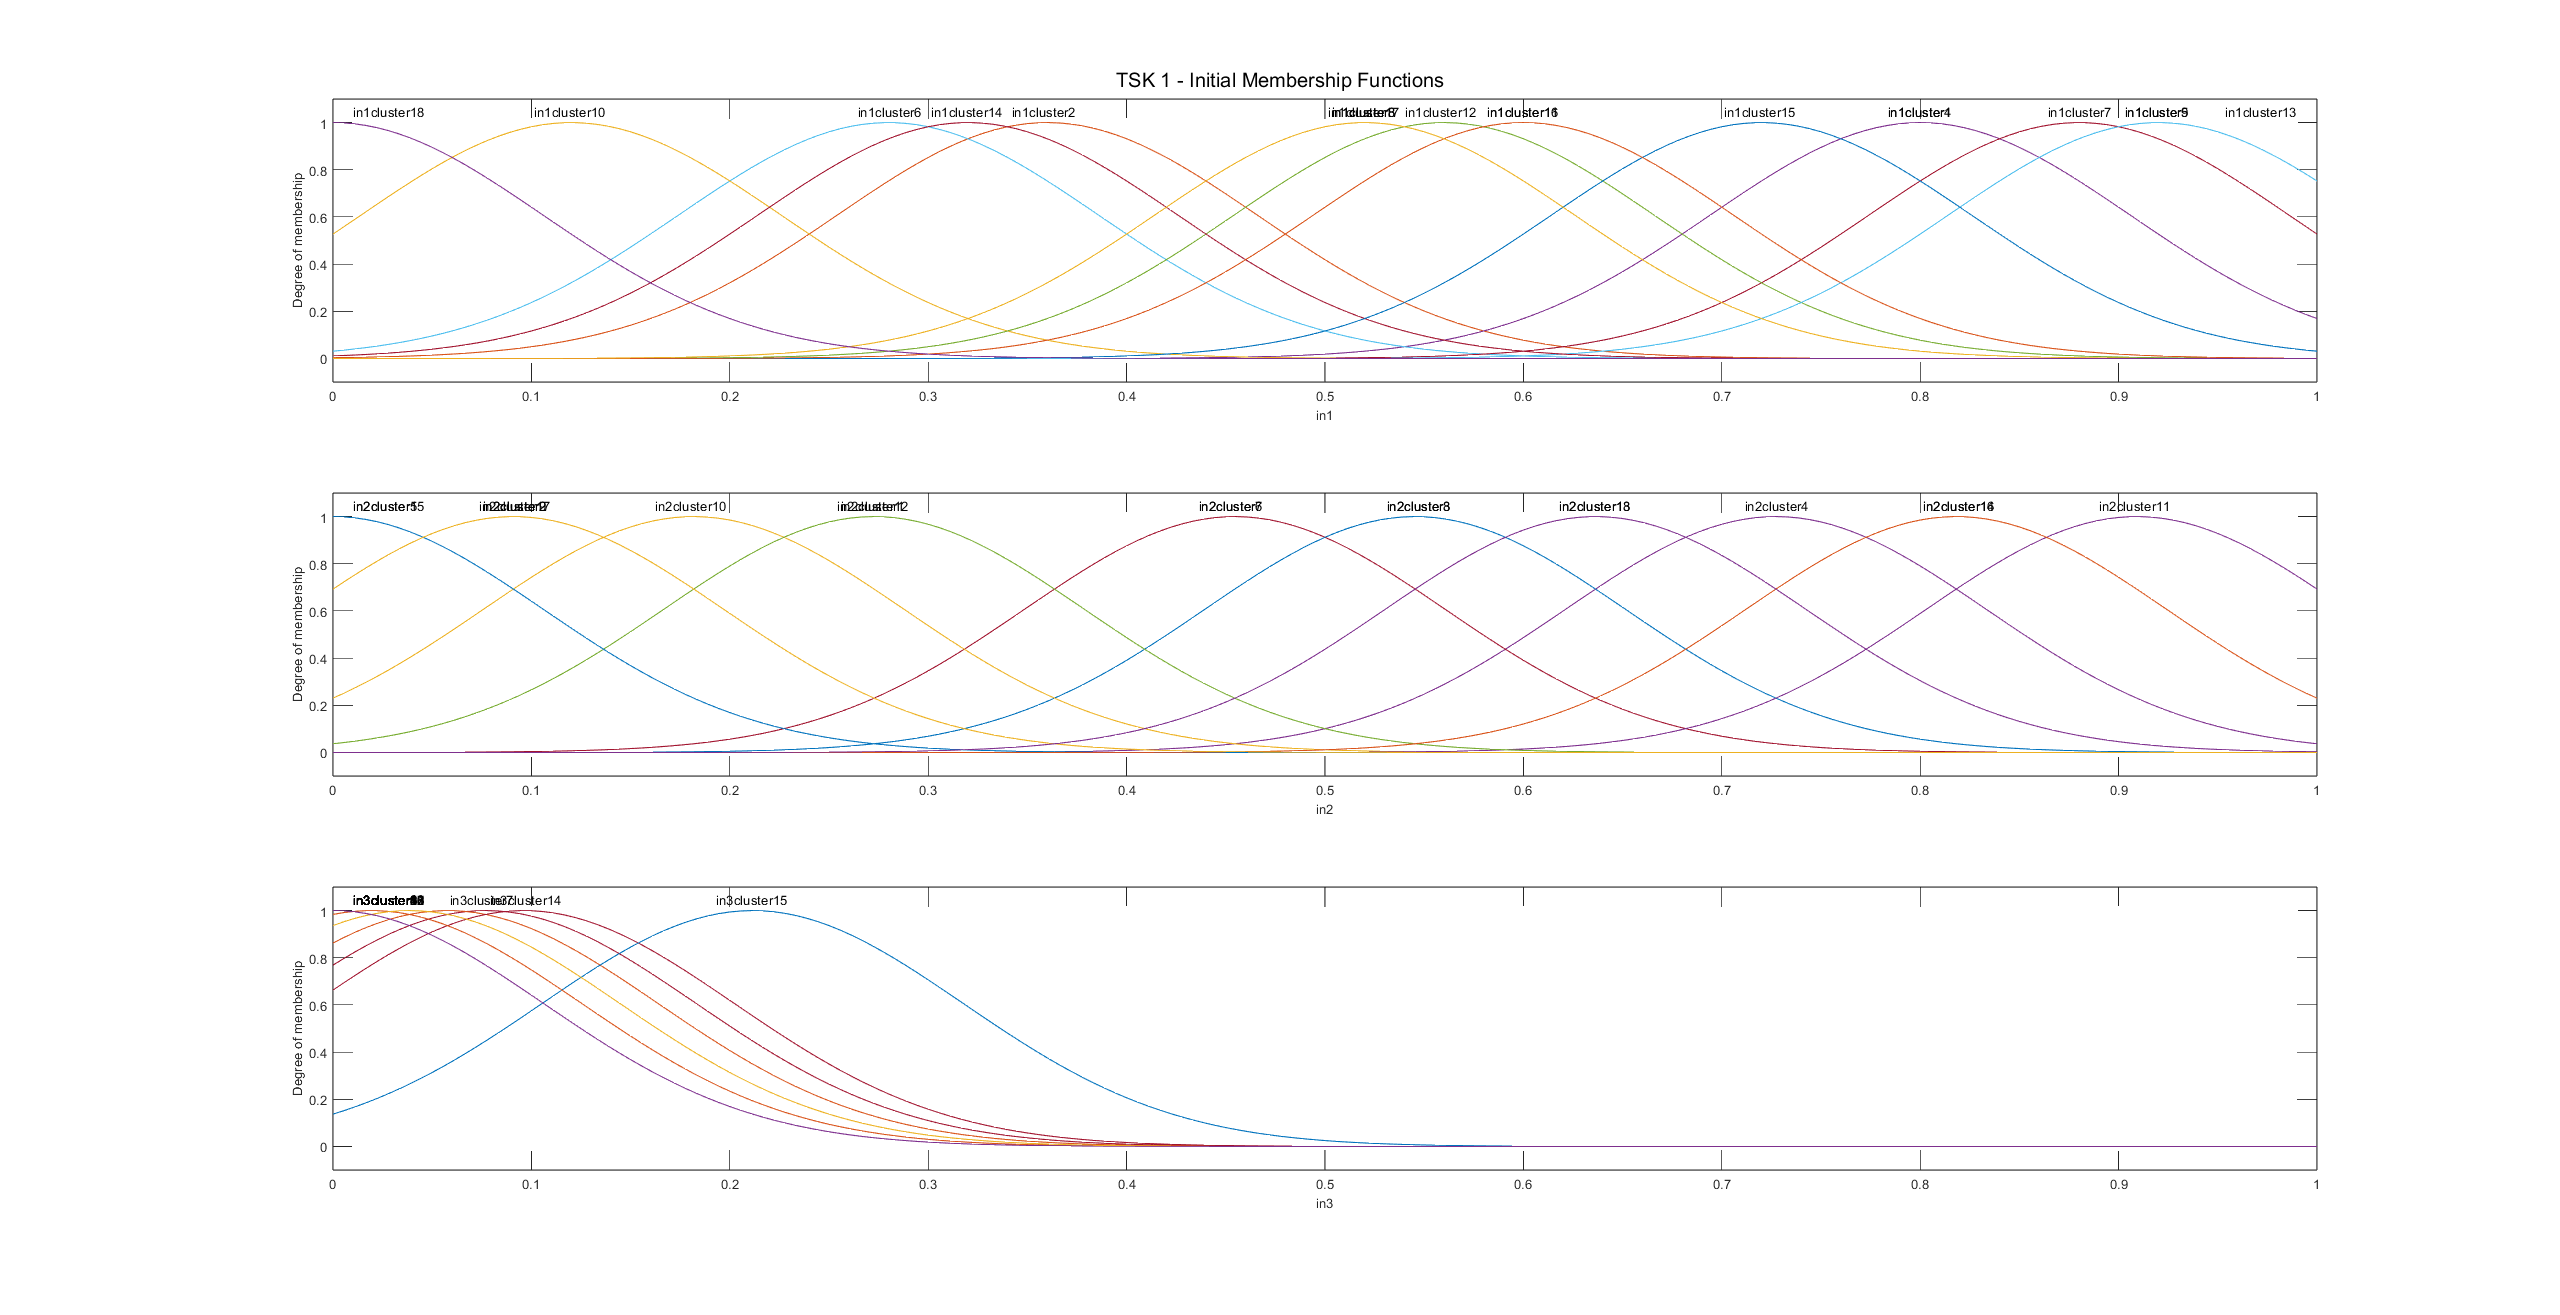 TSK 1 - Initial Membership Functions
in1cluster18 in1cluster10 in1cluster6 in1cluster14 in1cluster2 in1cluster12 in1cluster15 in1cluster4 in1cluster7 in1cluster13
Degree of membership
1
0.8
0.6
0.4
0.2
0
0 0.1 0.2 0.3 0.4 0.5 0.6 0.7 0.8 0.9 1
in1
in2cluster10 in2cluster4 in2cluster11
Degree of membership
1
0.8
0.6
0.4
0.2
0
0 0.1 0.2 0.3 0.4 0.5 0.6 0.7 0.8 0.9 1
in2
in3cluster14 in3cluster15
Degree of membership
1
0.8
0.6
0.4
0.2
0
0 0.1 0.2 0.3 0.4 0.5 0.6 0.7 0.8 0.9 1
in3